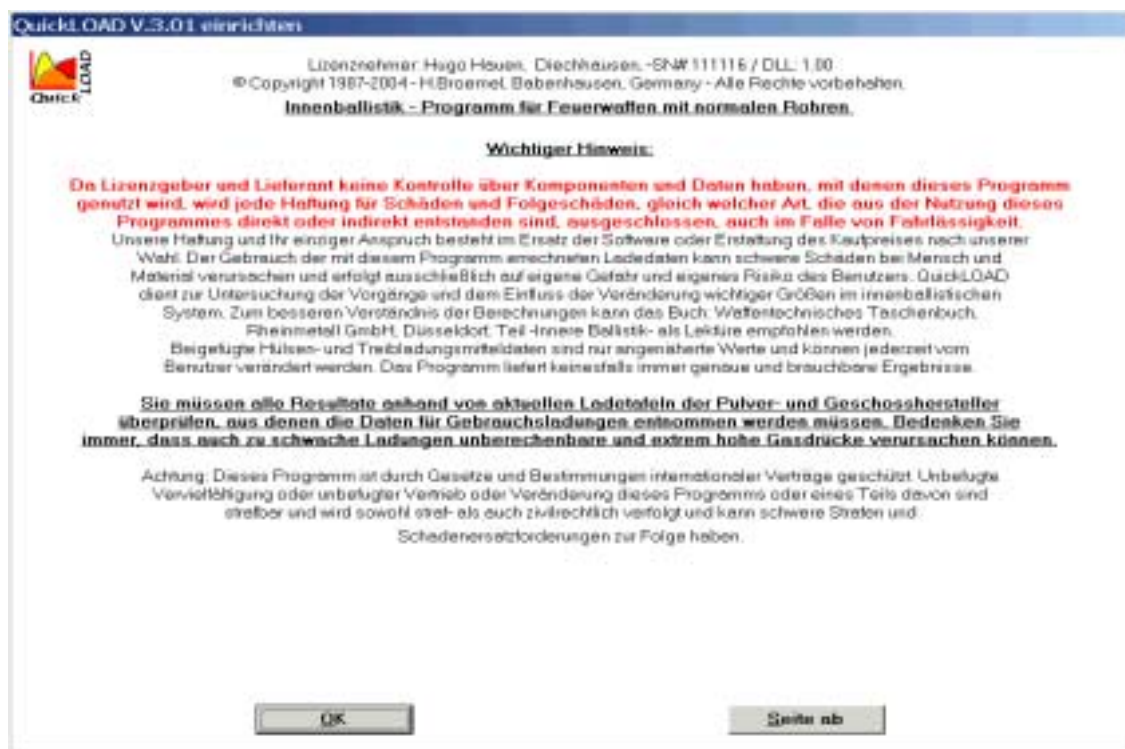 QuickLOAD V.3.01 einrichten
Quick LOAD
Lizenznehmer: Hugo Hauen, Diechhausen, -SN# 111116 / DLL: 1.00
© Copyright 1987-2004 - H.Broemel, Babenhausen, Germany - Alle Rechte vorbehalten.
Innenballistik - Programm für Feuerwaffen mit normalen Rohren.
Wichtiger Hinweis:
Da Lizenzgeber und Lieferant keine Kontrolle über Komponenten und Daten haben, mit denen dieses Programm
genutzt wird, wird jede Haftung für Schäden und Folgeschäden, gleich welcher Art, die aus der Nutzung dieses
Programmes direkt oder indirekt entstanden sind, ausgeschlossen, auch im Falle von Fahrlässigkeit.
Unsere Haftung und Ihr einziger Anspruch besteht im Ersatz der Software oder Erstattung des Kaufpreises nach unserer
Wahl. Der Gebrauch der mit diesem Programm errechneten Ladedaten kann schwere Schäden bei Mensch und
Material verursachen und erfolgt ausschließlich auf eigene Gefahr und eigenes Risiko des Benutzers. QuickLOAD
dient zur Untersuchung der Vorgänge und dem Einfluss der Veränderung wichtiger Größen im innenballistischen
System. Zum besseren Verständnis der Berechnungen kann das Buch: Waffentechnisches Taschenbuch,
Rheinmetall GmbH, Düsseldorf, Teil -Innere Ballistik- als Lektüre empfohlen werden.
Beigefügte Hülsen- und Treibladungsmitteldaten sind nur angenäherte Werte und können jederzeit vom
Benutzer verändert werden. Das Programm liefert keinesfalls immer genaue und brauchbare Ergebnisse.
Sie müssen alle Resultate anhand von aktuellen Ladetafeln der Pulver- und Geschosshersteller
überprüfen, aus denen die Daten für Gebrauchsladungen entnommen werden müssen. Bedenken Sie
immer, dass auch zu schwache Ladungen unberechenbare und extrem hohe Gasdrücke verursachen können.
Achtung: Dieses Programm ist durch Gesetze und Bestimmungen internationaler Verträge geschützt. Unbefugte
Vervielfältigung oder unbefugter Vertrieb oder Veränderung dieses Programms oder eines Teils davon sind
strafbar und wird sowohl straf- als auch zivilrechtlich verfolgt und kann schwere Strafen und
Schadenersatzforderungen zur Folge haben.
OK
Seite ab